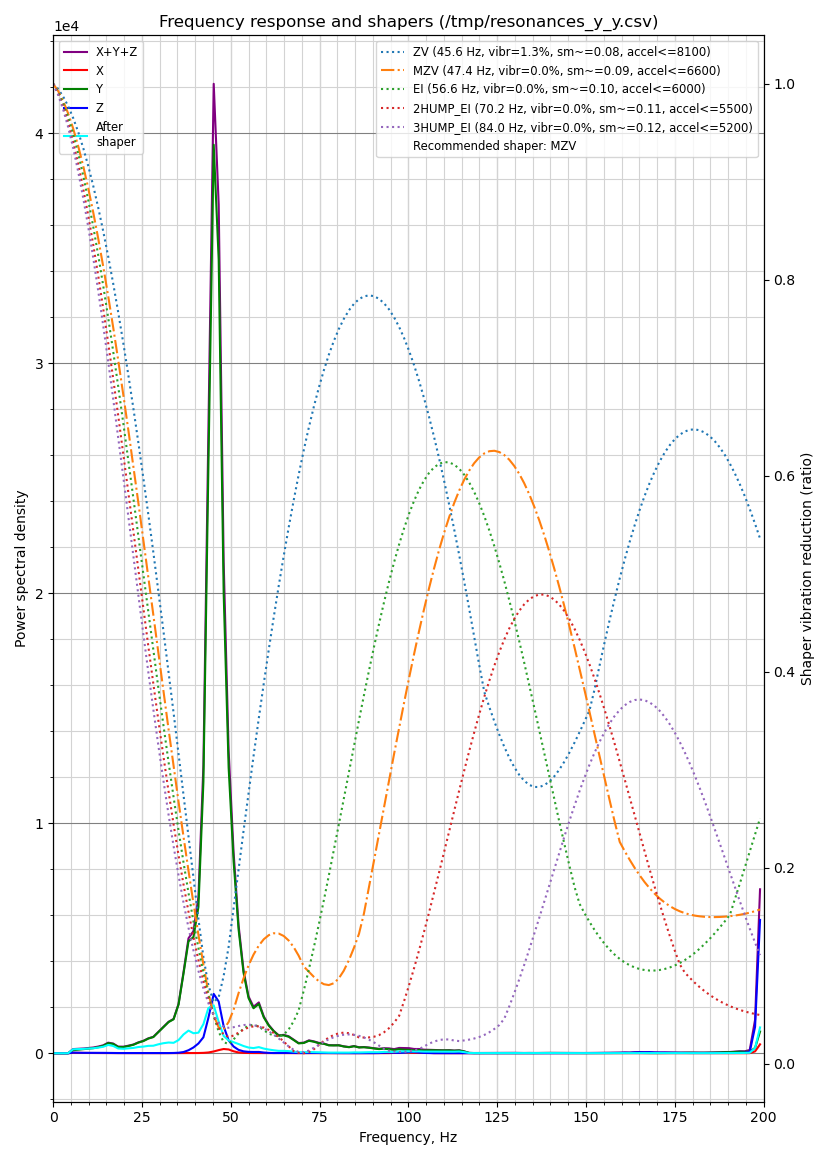 Frequency response and shapers (/tmp/resonances_y_y.csv)
1e4
X+Y+Z
X
Y
Z
After
shaper
ZV (45.6 Hz, vibr=1.3%, sm~=0.08, accel<=8100)
MZV (47.4 Hz, vibr=0.0%, sm~=0.09, accel<=6600)
EI (56.6 Hz, vibr=0.0%, sm~=0.10, accel<=6000)
2HUMP_EI (70.2 Hz, vibr=0.0%, sm~=0.11, accel<=5500)
3HUMP_EI (84.0 Hz, vibr=0.0%, sm~=0.12, accel<=5200)
Recommended shaper: MZV
4
3
2
1
0
Power spectral density
1.0
0.8
0.6
0.4
0.2
0.0
Shaper vibration reduction (ratio)
0 25 50 75 100 125 150 175 200
Frequency, Hz